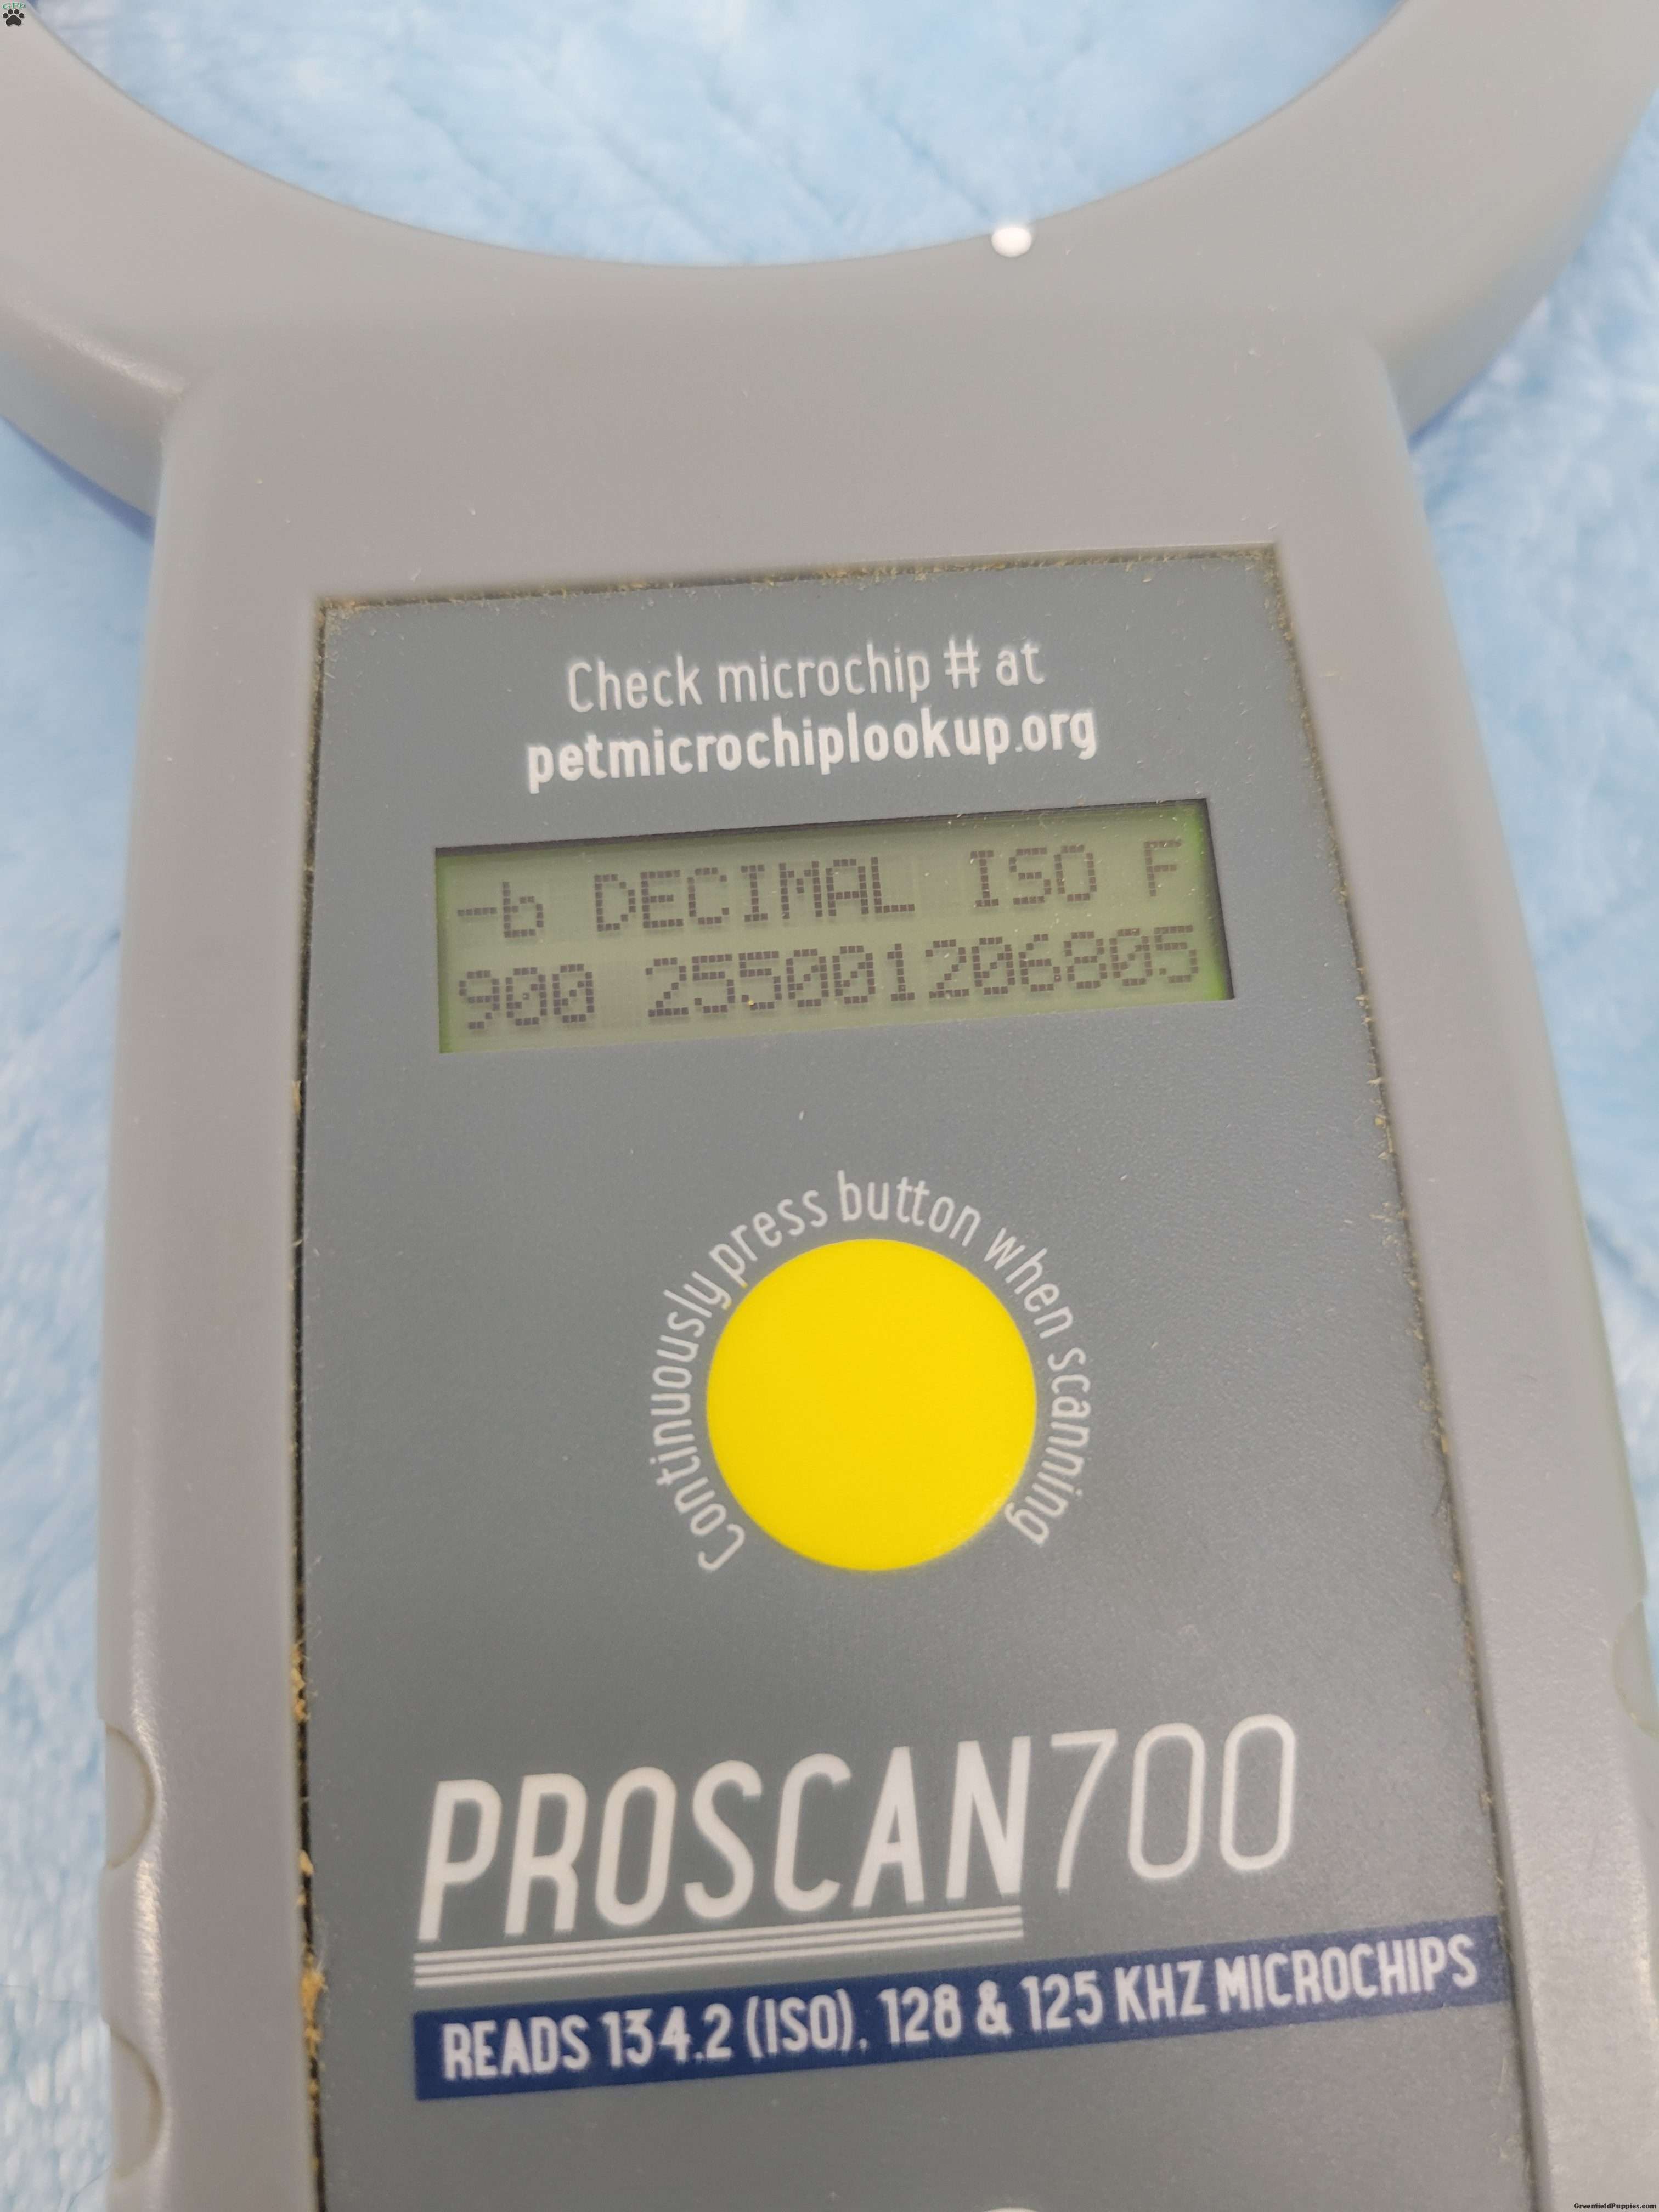 GFP
Check microchip # at
petmicrochiplookup.org
-b DECIMAL ISO F
900 255001206805
Continuously press button when scanning
PROSCAN700
READS 134.2 (ISO), 128 & 125 KHZ MICROCHIPS
GreenfieldPuppies.com